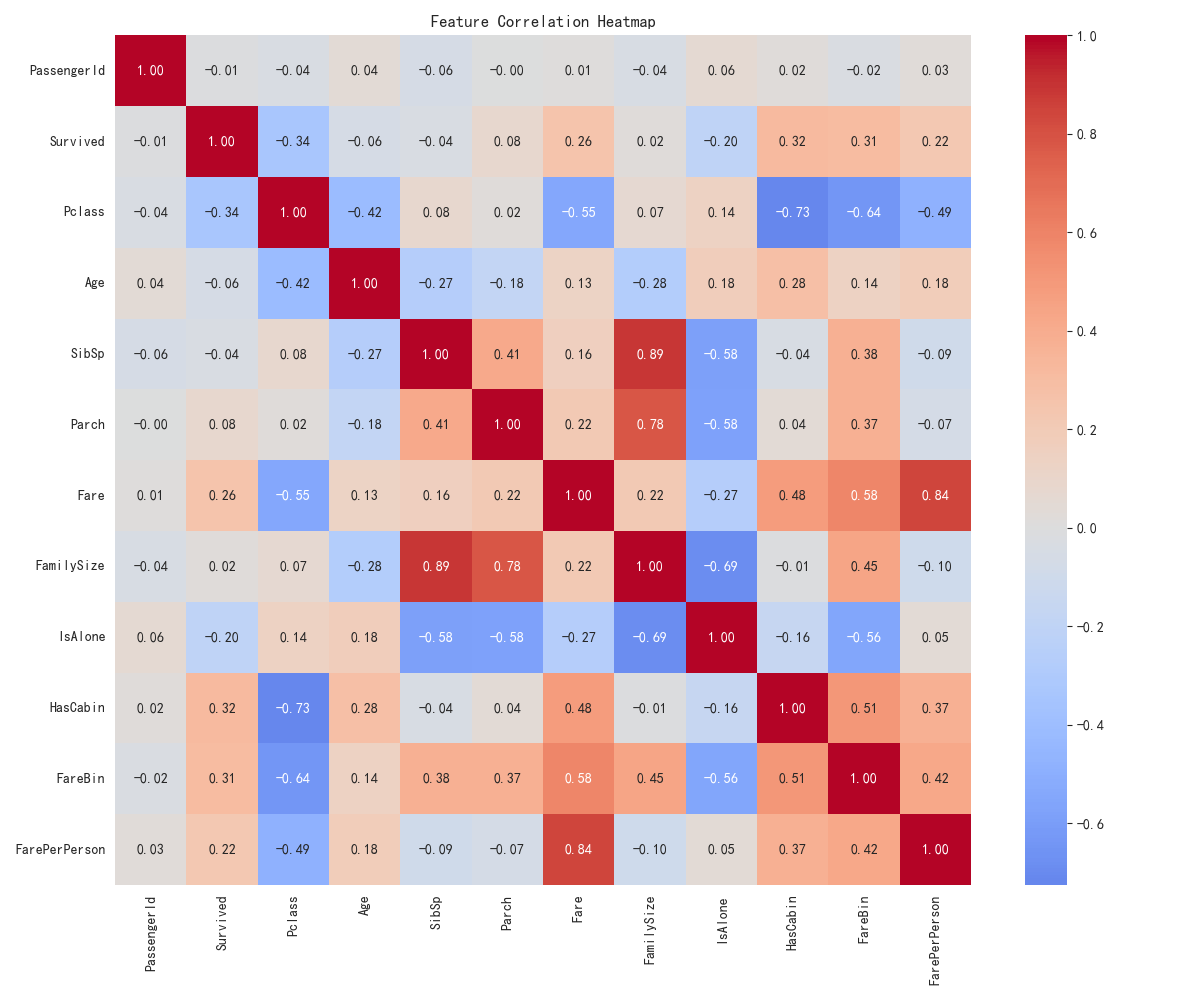 Feature Correlation Heatmap
PassengerId 1.00 -0.01 -0.04 0.04 -0.06 -0.00 0.01 -0.04 0.06 0.02 -0.02 0.03
Survived -0.01 1.00 -0.34 -0.06 -0.04 0.08 0.26 0.02 -0.20 0.32 0.31 0.22
Pclass -0.04 -0.34 1.00 -0.42 0.08 0.02 -0.55 0.07 0.14 -0.73 -0.64 -0.49
Age 0.04 -0.06 -0.42 1.00 -0.27 -0.18 0.13 -0.28 0.18 0.28 0.14 0.18
SibSp -0.06 -0.04 0.08 -0.27 1.00 0.41 0.16 0.89 -0.58 -0.04 0.38 -0.09
Parch -0.00 0.08 0.02 -0.18 0.41 1.00 0.22 0.78 -0.58 0.04 0.37 -0.07
Fare 0.01 0.26 -0.55 0.13 0.16 0.22 1.00 0.22 -0.27 0.48 0.58 0.84
FamilySize -0.04 0.02 0.07 -0.28 0.89 0.78 0.22 1.00 -0.69 -0.01 0.45 -0.10
IsAlone 0.06 -0.20 0.14 0.18 -0.58 -0.58 -0.27 -0.69 1.00 -0.16 -0.56 0.05
HasCabin 0.02 0.32 -0.73 0.28 -0.04 0.04 0.48 -0.01 -0.16 1.00 0.51 0.37
FareBin -0.02 0.31 -0.64 0.14 0.38 0.37 0.58 0.45 -0.56 0.51 1.00 0.42
FarePerPerson 0.03 0.22 -0.49 0.18 -0.09 -0.07 0.84 -0.10 0.05 0.37 0.42 1.00
PassengerId
Survived
Pclass
Age
SibSp
Parch
Fare
FamilySize
IsAlone
HasCabin
FareBin
FarePerPerson
1.0
0.8
0.6
0.4
0.2
0.0
-0.2
-0.4
-0.6